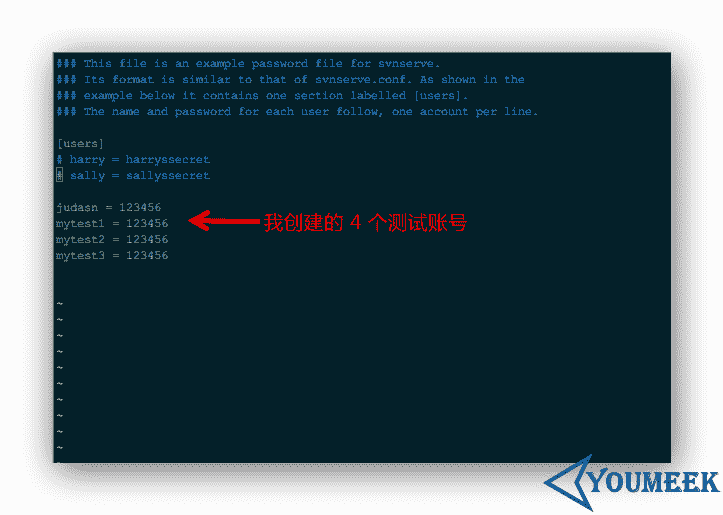 ### This file is an example password file for svnserve.
### Its format is similar to that of svnserve.conf. As shown in the
### example below it contains one section labelled [users].
### The name and password for each user follow, one account per line.
[users]
# harry = harryssecret
# sally = sallyssecret
judasn = 123456
mytest1 = 123456
我创建的 4 个测试账号
mytest2 = 123456
mytest3 = 123456
~
~
~
~
~
~
~
~
~
~
YOUMEEK